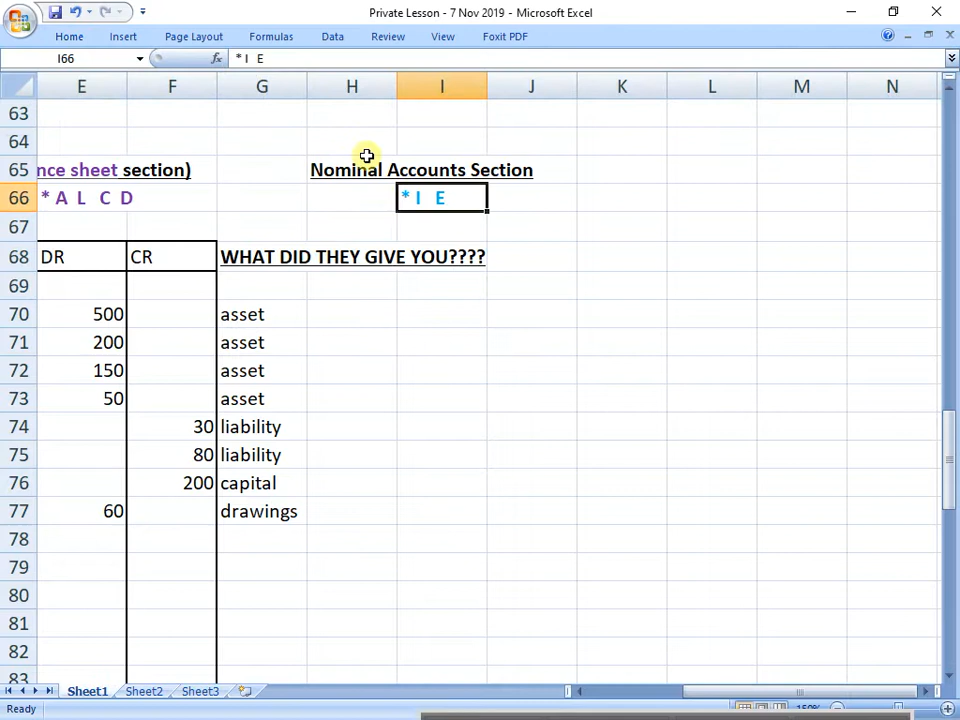 Private Lesson - 7 Nov 2019 - Microsoft Excel
Home Insert Page Layout Formulas Data Review View Foxit PDF
I66 fx * I E
E F G H I J K L M N
63
64
65 nce sheet section) Nominal Accounts Section
66 * A L C D * I E
67
68 DR CR WHAT DID THEY GIVE YOU????
69
70 500 asset
71 200 asset
72 150 asset
73 50 asset
74 30 liability
75 80 liability
76 200 capital
77 60 drawings
78
79
80
81
82
83
Sheet1 Sheet2 Sheet3
Ready 150%